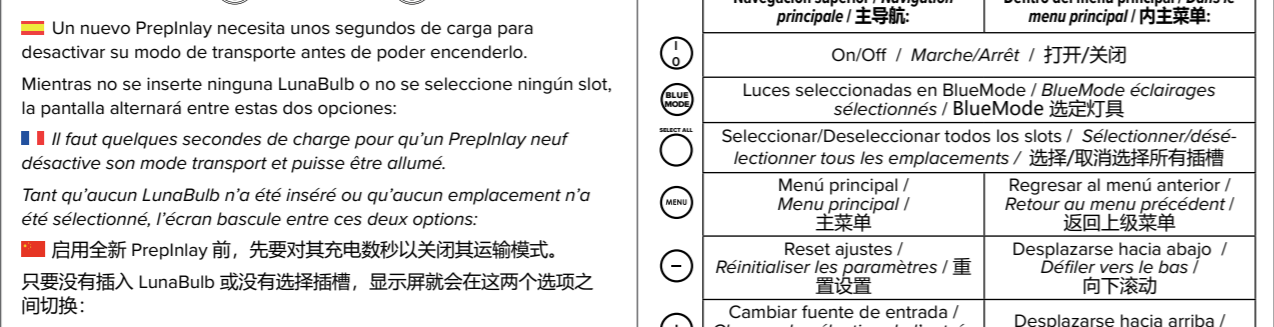 Un nuevo PrepInlay necesita unos segundos de carga para
desactivar su modo de transporte antes de poder encenderlo.
Mientras no se inserte ninguna LunaBulb o no se seleccione ningún slot,
la pantalla alternará entre estas dos opciones:
Il faut quelques secondes de charge pour qu'un PrepInlay neuf
désactive son mode transport et puisse être allumé.
Tant qu'aucun LunaBulb n'a été inséré ou qu'aucun emplacement n'a
été sélectionné, l'écran bascule entre ces deux options:
启用全新 PrepInlay 前，先要对其充电数秒以关闭其运输模式。
只要没有插入 LunaBulb 或没有选择插槽，显示屏就会在这两个选项之
间切换：
Navegación superior / Navigation
principale / 主导航:
Dentro del menú principal / Dans le
menu principal / 内主菜单:
I
0
On/Off / Marche/Arrêt / 打开/关闭
BLUE
MODE
Luces seleccionadas en BlueMode / BlueMode éclairages
sélectionnés / BlueMode 选定灯具
SELECT ALL
Seleccionar/Deseleccionar todos los slots / Sélectionner/désé-
lectionner tous les emplacements / 选择/取消选择所有插槽
MENU
Menú principal /
Menu principal /
主菜单
Regresar al menú anterior /
Retour au menu précédent /
返回上级菜单
−
Reset ajustes /
Réinitialiser les paramètres / 重
置设置
Desplazarse hacia abajo /
Défiler vers le bas /
向下滚动
Cambiar fuente de entrada /
Desplazarse hacia arriba /